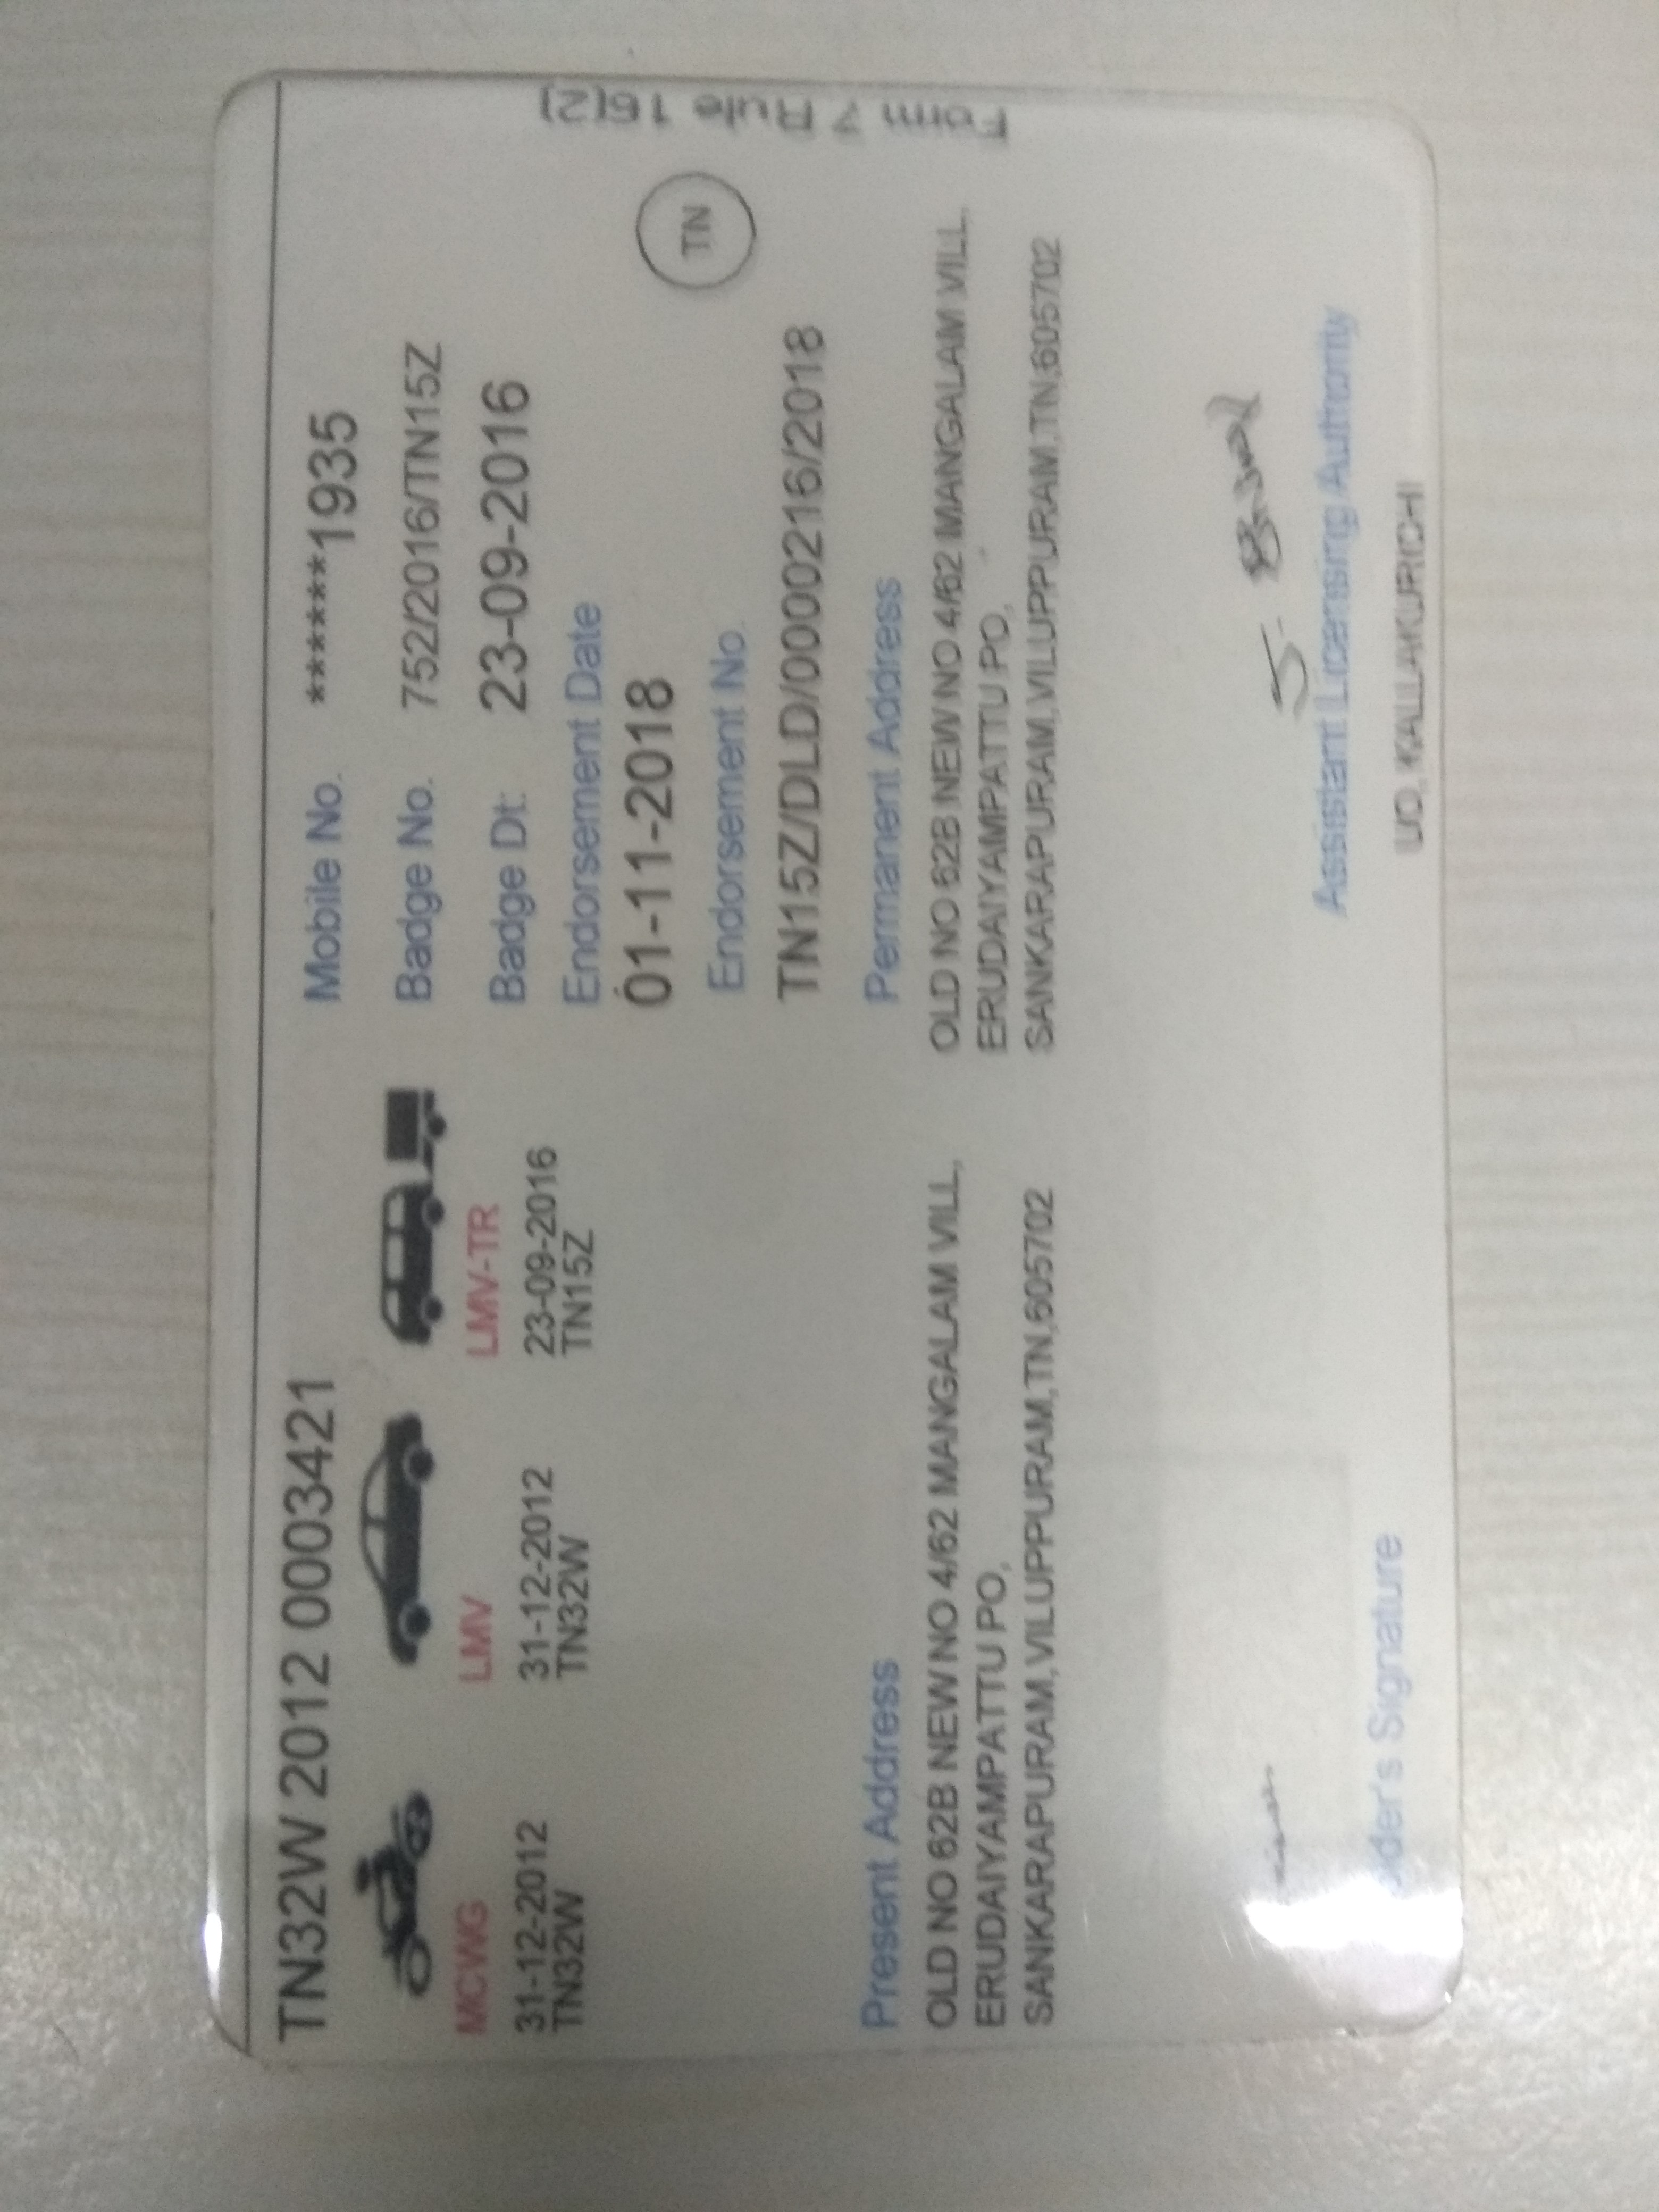 TN32W 2012 0003421
MCWG
31-12-2012
TN32W
LMV
31-12-2012
TN32W
LMV-TR
23-09-2016
TN15Z
Mobile No. ******1935
Badge No. 752/2016/TN15Z
Badge Dt: 23-09-2016
Endorsement Date
01-11-2018
Endorsement No.
TN15Z/DLD/0000216/2018
TN
Form 7 Rule 16(2)
Present Address
OLD NO 62B NEW NO 4/62 MANGALAM VILL,
ERUDAIYAMPATTU PO,
SANKARAPURAM,VILUPPURAM,TN,605702
Permanent Address
OLD NO 62B NEW NO 4/62 MANGALAM VILL,
ERUDAIYAMPATTU PO,
SANKARAPURAM,VILUPPURAM,TN,605702
Signature
Assistant Licensing Authority
UO, KALLAKURICHI